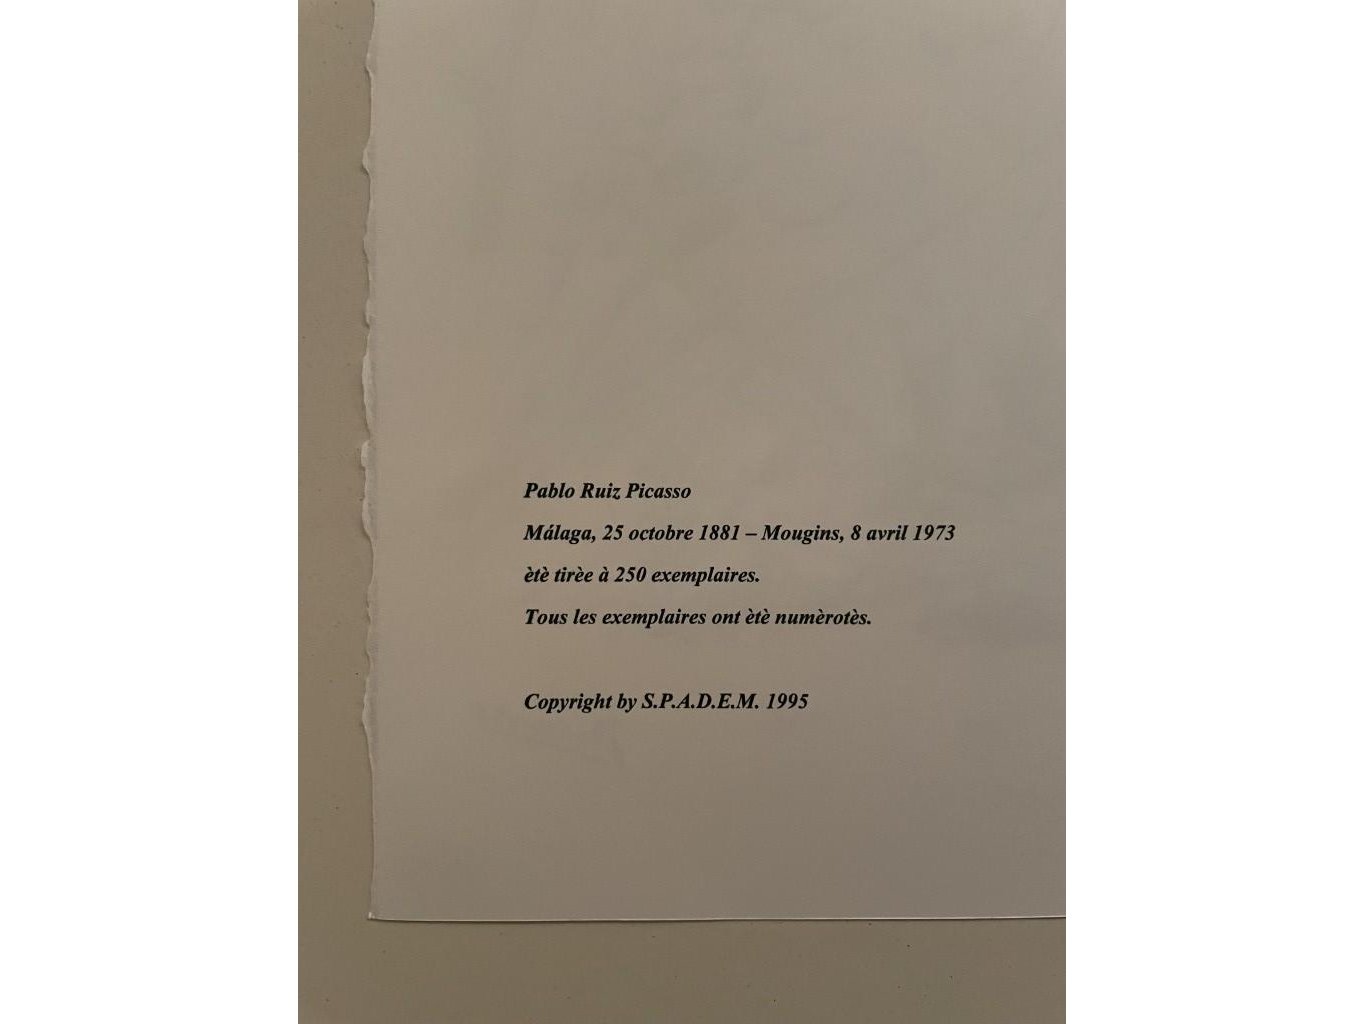 Pablo Ruiz Picasso
Málaga, 25 octobre 1881 – Mougins, 8 avril 1973
ètè tirèe à 250 exemplaires.
Tous les exemplaires ont ètè numèrotès.
Copyright by S.P.A.D.E.M. 1995